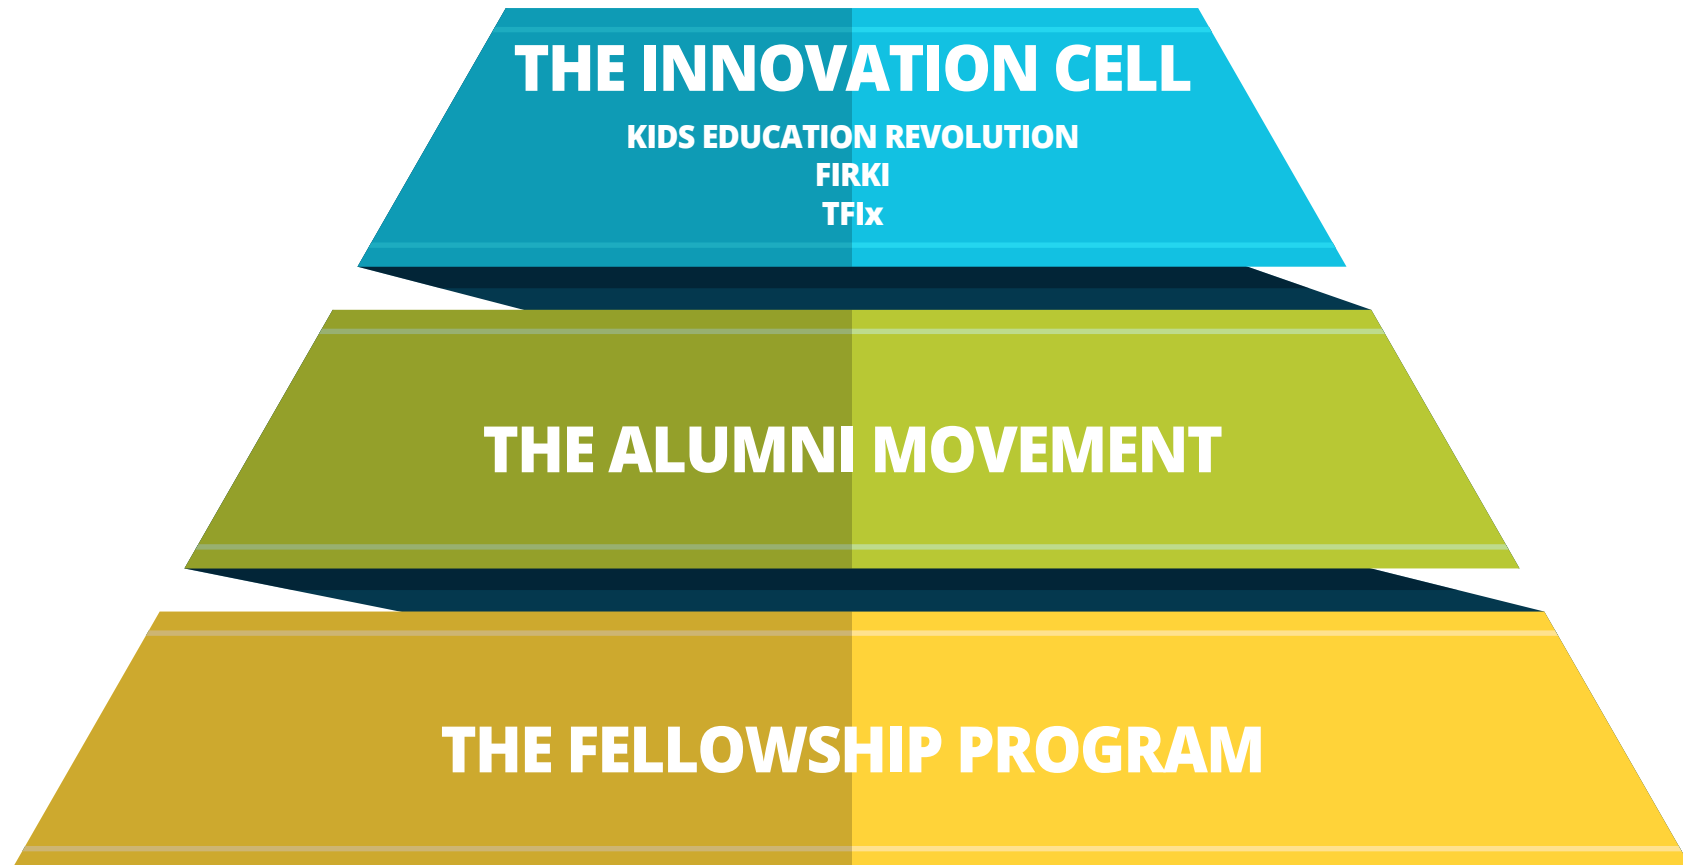 THE INNOVATION CELL
KIDS EDUCATION REVOLUTION
FIRKI
TFIx
THE ALUMNI MOVEMENT
THE FELLOWSHIP PROGRAM